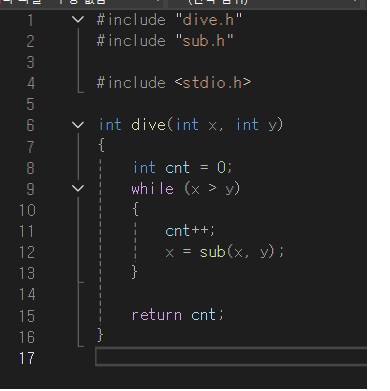 1 #include "dive.h"
2 #include "sub.h"
3
4 #include <stdio.h>
5
6 int dive(int x, int y)
7 {
8 int cnt = 0;
9 while (x > y)
10 {
11 cnt++;
12 x = sub(x, y);
13 }
14
15 return cnt;
16 }
17